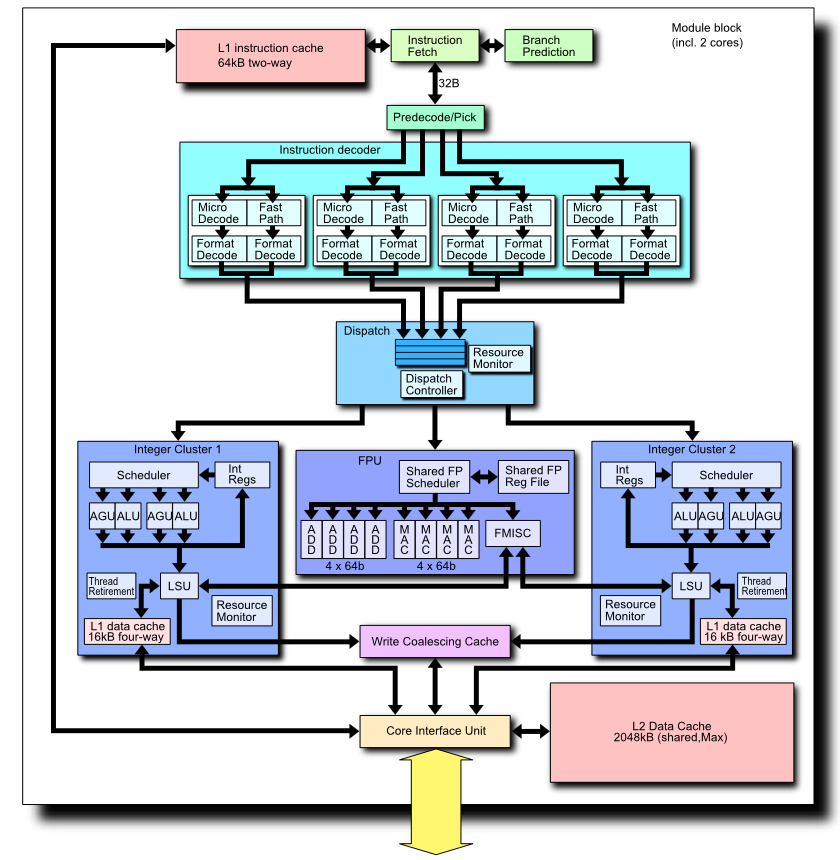 Module block
(incl. 2 cores)
L1 instruction cache
64kB two-way
Instruction
Fetch
Branch
Prediction
32B
Predecode/Pick
Instruction decoder
Micro
Decode
Fast
Path
Format
Decode
Format
Decode
Micro
Decode
Fast
Path
Format
Decode
Format
Decode
Micro
Decode
Fast
Path
Format
Decode
Format
Decode
Micro
Decode
Fast
Path
Format
Decode
Format
Decode
Dispatch
Resource
Monitor
Dispatch
Controller
Integer Cluster 1
Scheduler
Int
Regs
AGU
ALU
AGU
ALU
LSU
Thread
Retirement
Resource
Monitor
L1 data cache
16kB four-way
FPU
Shared FP
Scheduler
Shared FP
Reg File
ADD
ADD
ADD
ADD
4 x 64b
MAC
MAC
MAC
MAC
4 x 64b
FMISC
Integer Cluster 2
Int
Regs
Scheduler
ALU
AGU
ALU
AGU
LSU
Thread
Retirement
Resource
Monitor
L1 data cache
16 kB four-way
Write Coalescing Cache
Core Interface Unit
L2 Data Cache
2048kB (shared,Max)